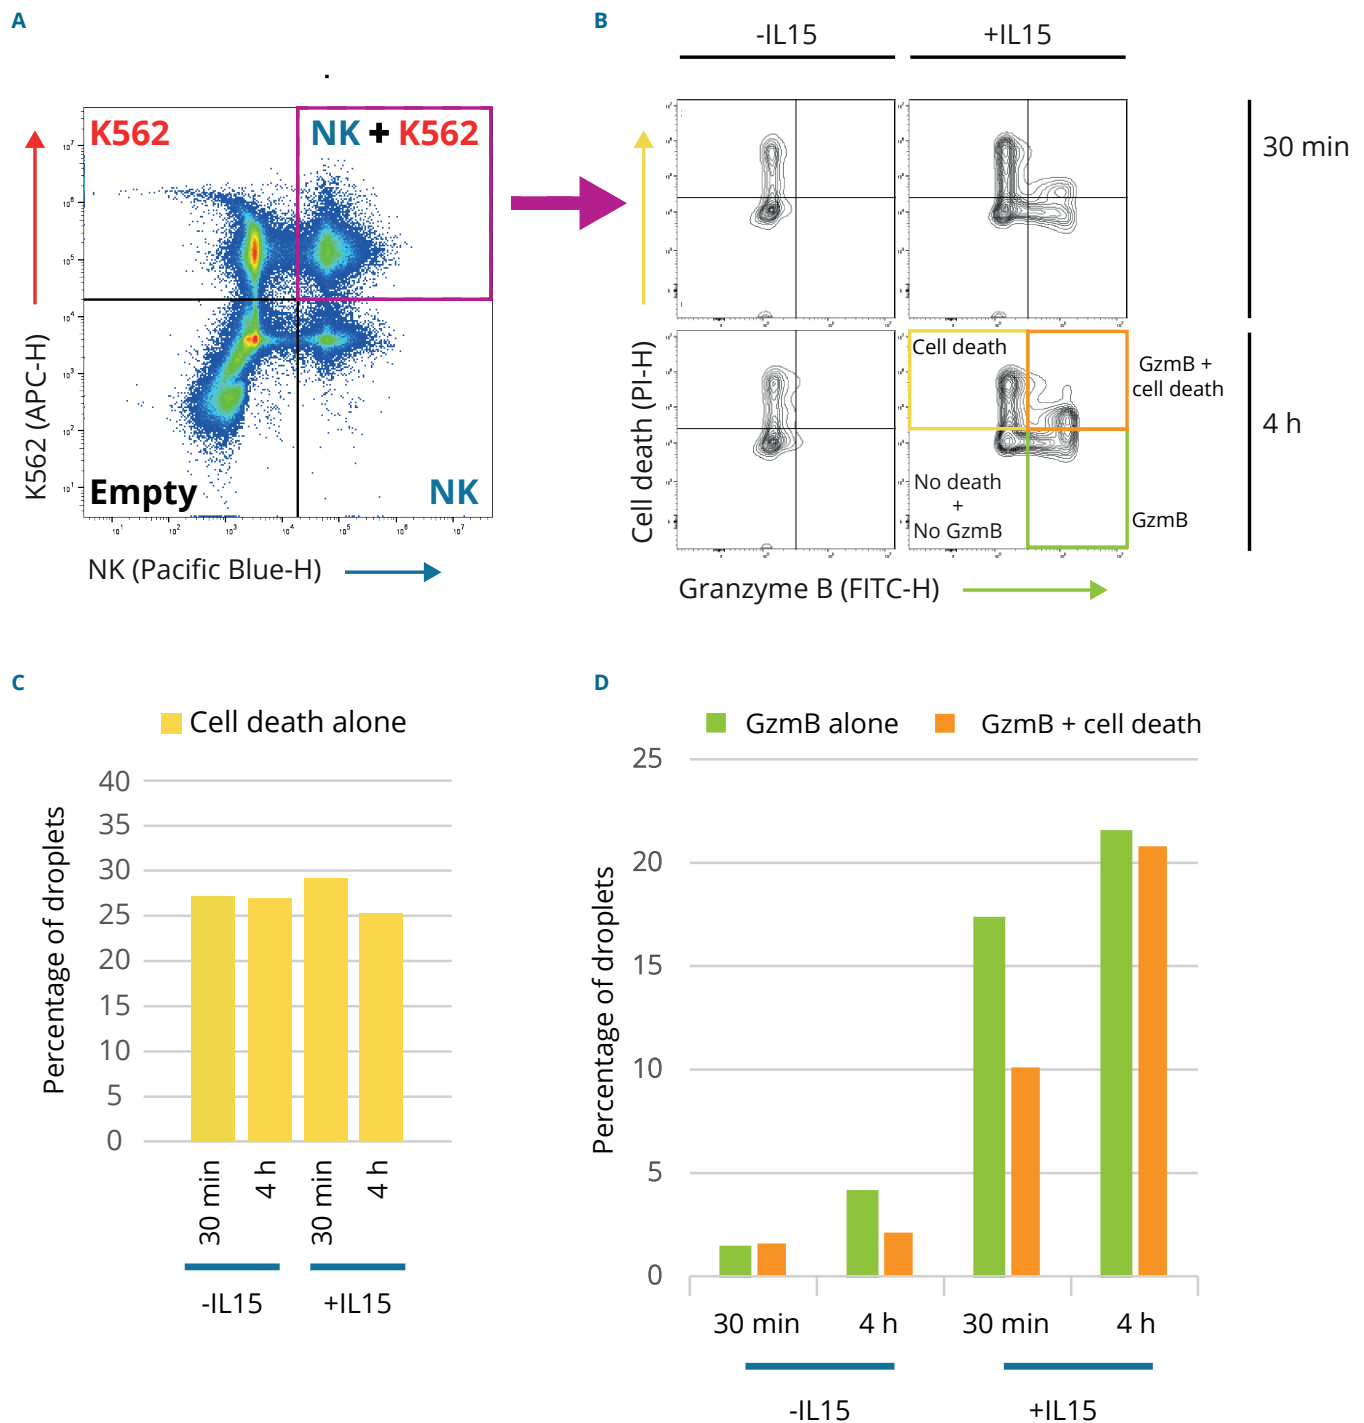 A
K562
NK + K562
Empty
NK
K562 (APC-H)
NK (Pacific Blue-H)
B
-IL15
+IL15
30 min
4 h
Cell death
GzmB +
cell death
No death
+
No GzmB
GzmB
Cell death (PI-H)
Granzyme B (FITC-H)
C
Cell death alone
Percentage of droplets
40
35
30
25
20
15
10
5
0
30 min
4 h
30 min
4 h
-IL15
+IL15
D
GzmB alone
GzmB + cell death
Percentage of droplets
25
20
15
10
5
0
30 min
4 h
30 min
4 h
-IL15
+IL15